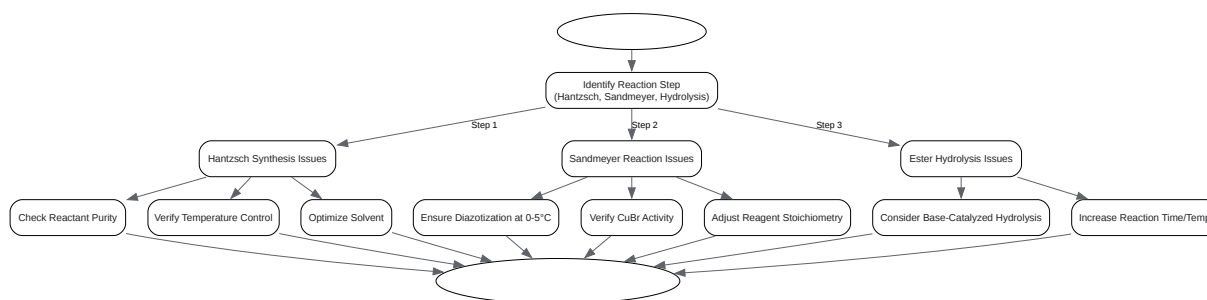 Identify Reaction Step
(Hantzsch, Sandmeyer, Hydrolysis)
Step 1
Step 2
Step 3
Hantzsch Synthesis Issues
Sandmeyer Reaction Issues
Ester Hydrolysis Issues
Check Reactant Purity
Verify Temperature Control
Optimize Solvent
Ensure Diazotization at 0-5°C
Verify CuBr Activity
Adjust Reagent Stoichiometry
Consider Base-Catalyzed Hydrolysis
Increase Reaction Time/Temp